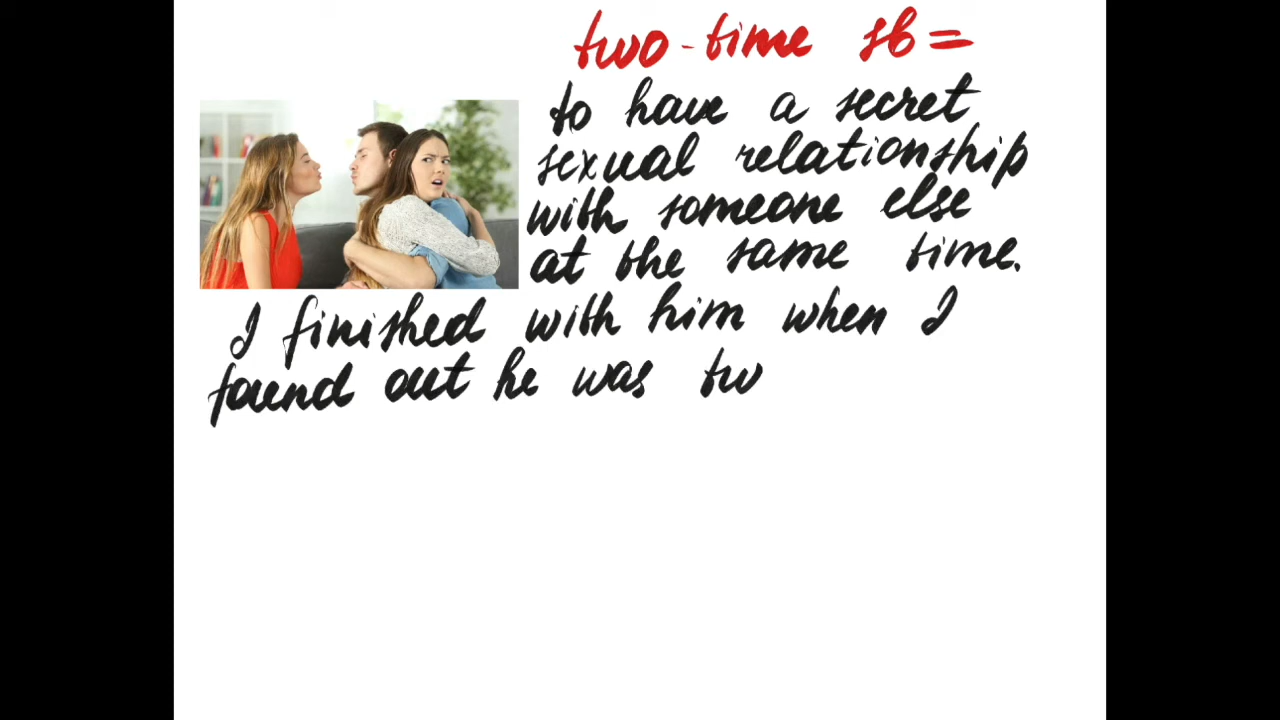 two-time sb=
to have a secret
sexual relationship
with someone else
at the same time.
I finished with him when I
found out he was tw